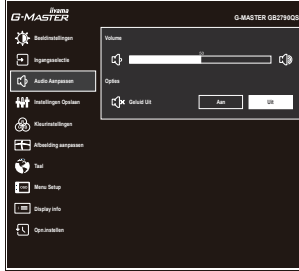 iiyama
G-MASTER
G-MASTER GB2790QS
Beeldinstellingen
Ingangsselectie
Audio Aanpassen
Instellingen Opslaan
Kleurinstellingen
Afbeelding aanpassen
Taal
Menu Setup
Display info
Opn.instellen
Volume
50
Opties
Geluid Uit
Aan
Uit